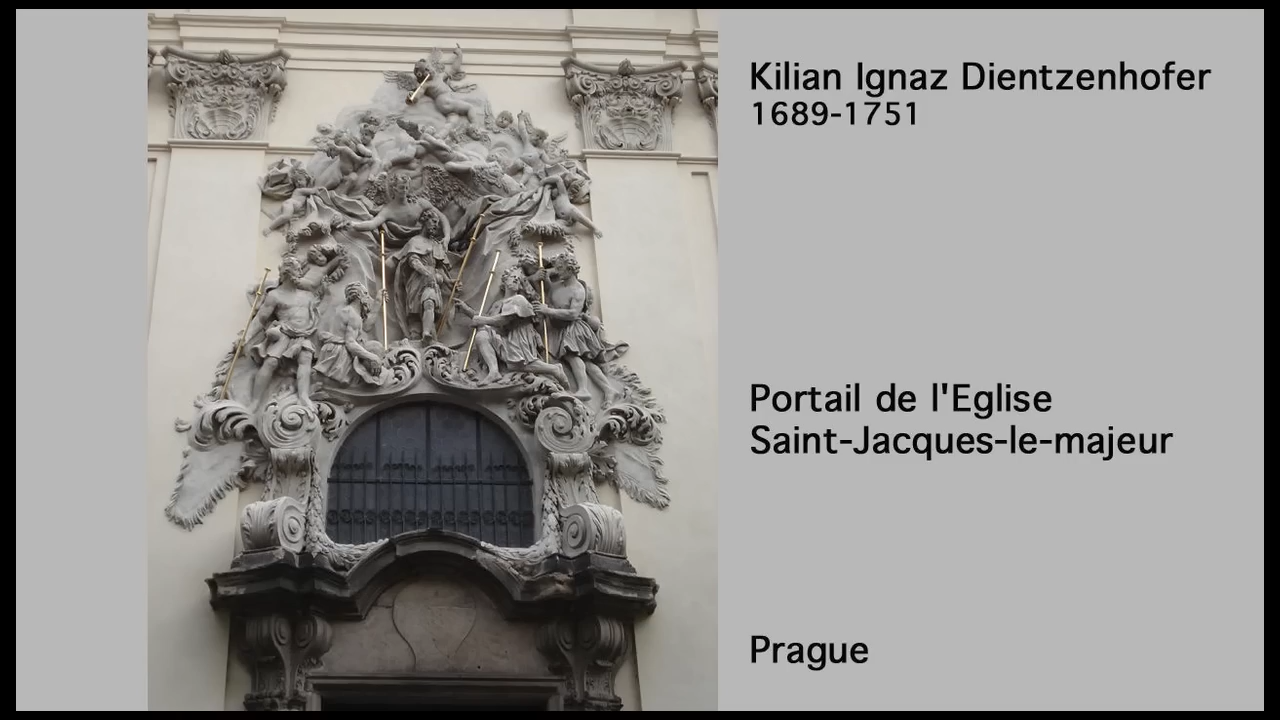 Kilian Ignaz Dientzenhofer
1689-1751
Portail de l'Eglise
Saint-Jacques-le-majeur
Prague